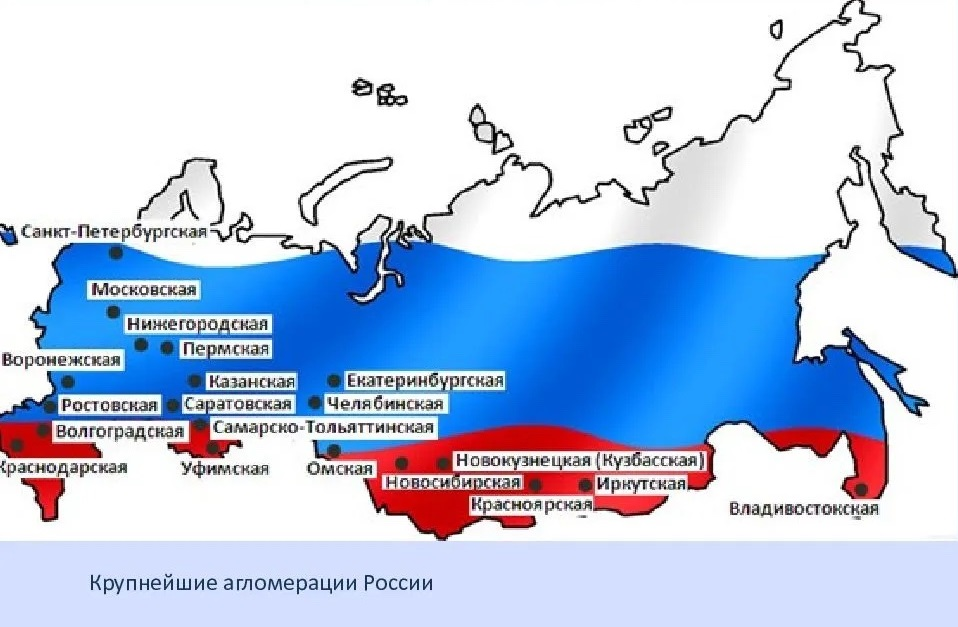 Санкт-Петербургская
Московская
Нижегородская
Пермская
Воронежская
Казанская
Екатеринбургская
Ростовская
Саратовская
Челябинская
Волгоградская
Самарско-Тольяттинская
Краснодарская
Уфимская
Омская
Новокузнецкая (Кузбасская)
Новосибирская
Иркутская
Красноярская
Владивостокская
Крупнейшие агломерации России